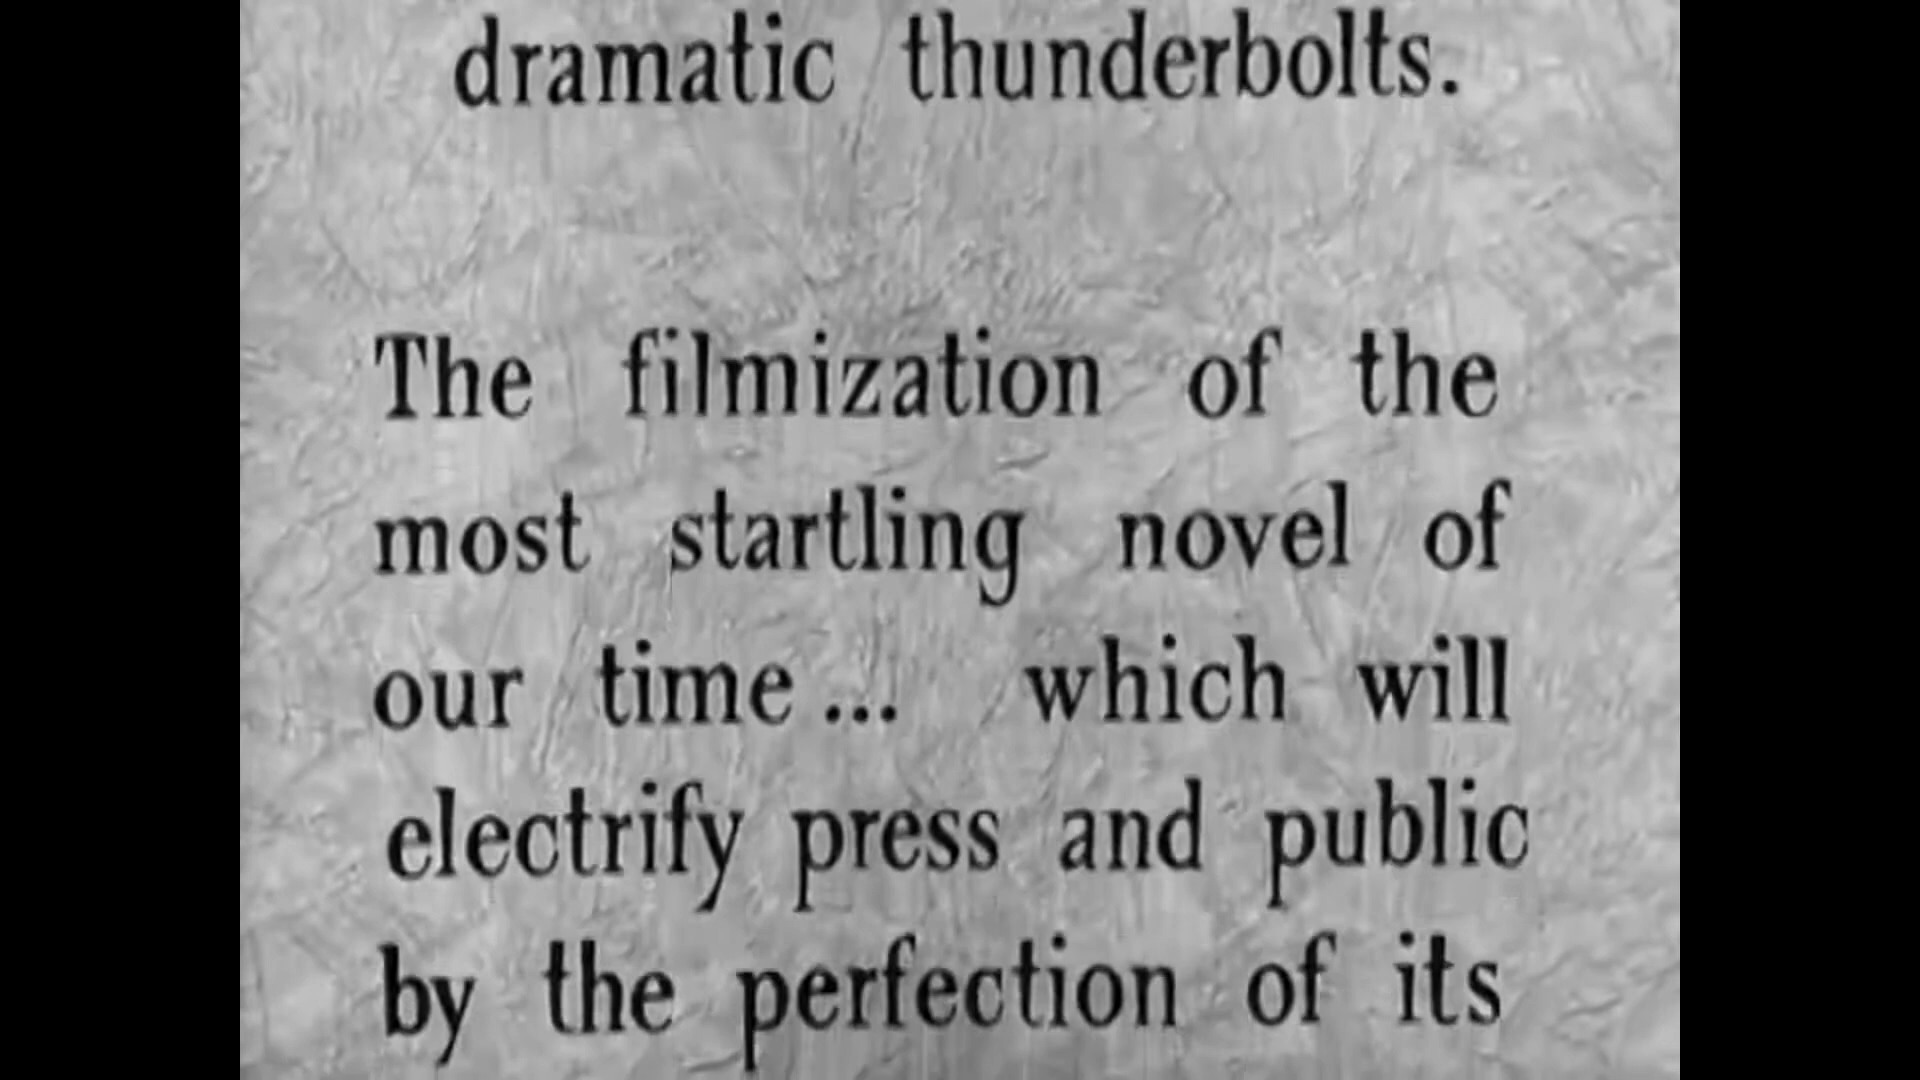 dramatic thunderbolts.
The filmization of the
most startling novel of
our time... which will
electrify press and public
by the perfection of its